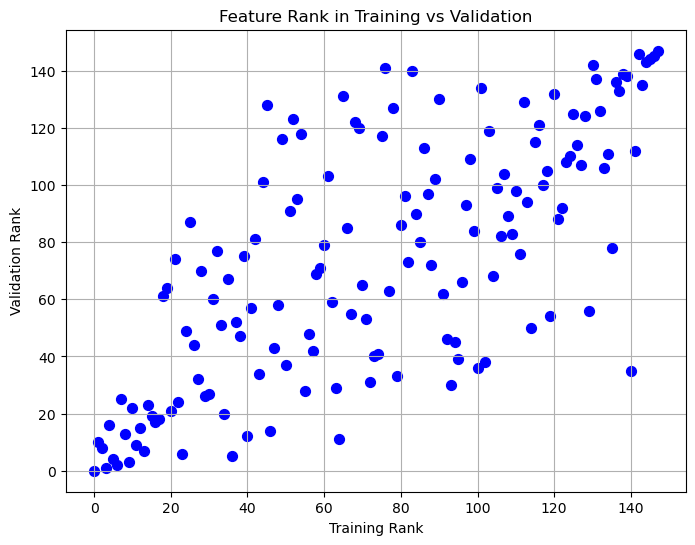 Feature Rank in Training vs Validation
140
120
100
80
60
40
20
0
Validation Rank
0 20 40 60 80 100 120 140
Training Rank